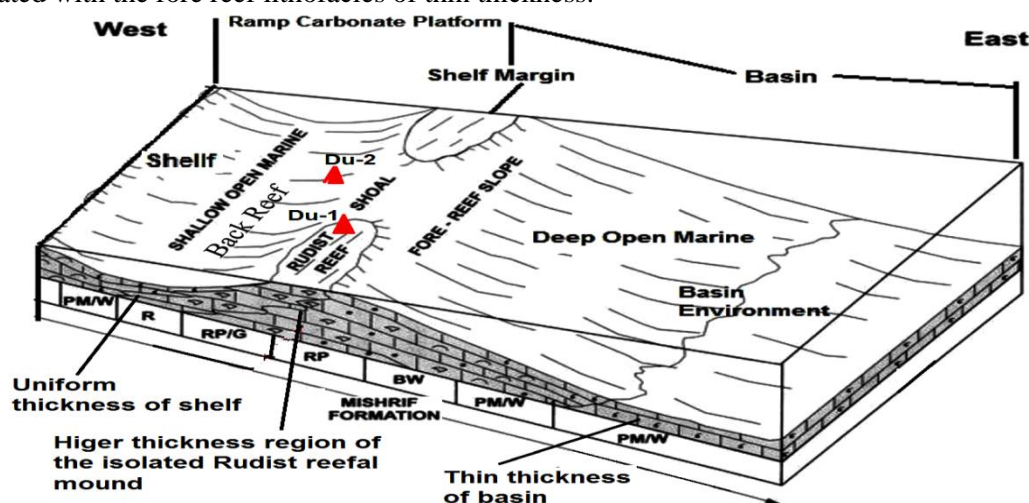 ated with the fore reef lithofacies of thin thickness.
West
Ramp Carbonate Platform
East
Shelf Margin
Basin
Shellf
SHALLOW OPEN MARINE
Back Reef
Du-2
Du-1
SHOAL
RUDIST
REEF
FORE - REEF SLOPE
Deep Open Marine
Basin
Environment
PM/W
R
RP/G
RP
BW
PM/W
PM/W
MISHRIF
FORMATION
Uniform
thickness of shelf
Higer thickness region of
the isolated Rudist reefal
mound
Thin thickness
of basin